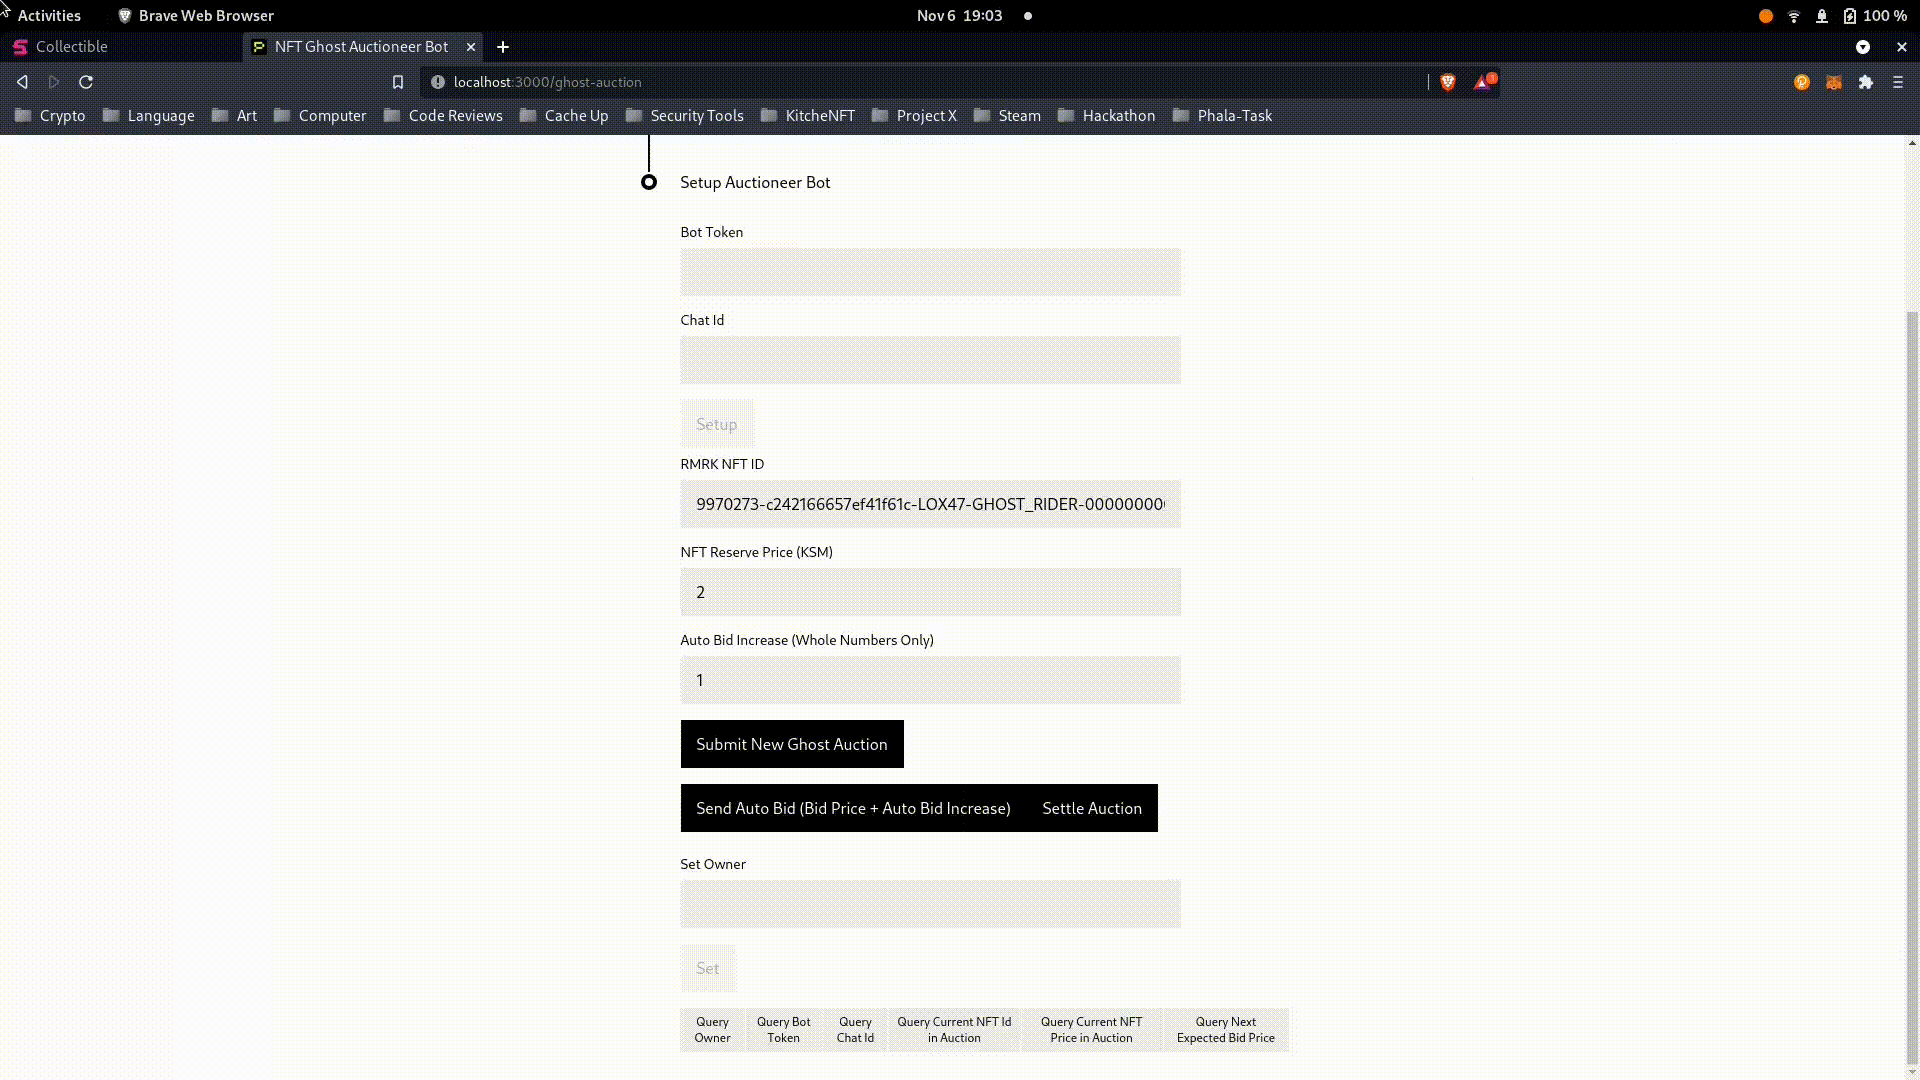 Activities
Brave Web Browser
Nov 6 19:03
100 %
Collectible
NFT Ghost Auctioneer Bot
localhost:3000/ghost-auction
1
Crypto
Language
Art
Computer
Code Reviews
Cache Up
Security Tools
KitcheNFT
Project X
Steam
Hackathon
Phala-Task
Setup Auctioneer Bot
Bot Token
Chat Id
Setup
RMRK NFT ID
9970273-c242166657ef41f61c-LOX47-GHOST_RIDER-00000000
NFT Reserve Price (KSM)
2
Auto Bid Increase (Whole Numbers Only)
1
Submit New Ghost Auction
Send Auto Bid (Bid Price + Auto Bid Increase)
Settle Auction
Set Owner
Set
Query
Owner
Query Bot
Token
Query
Chat Id
Query Current NFT Id
in Auction
Query Current NFT
Price in Auction
Query Next
Expected Bid Price